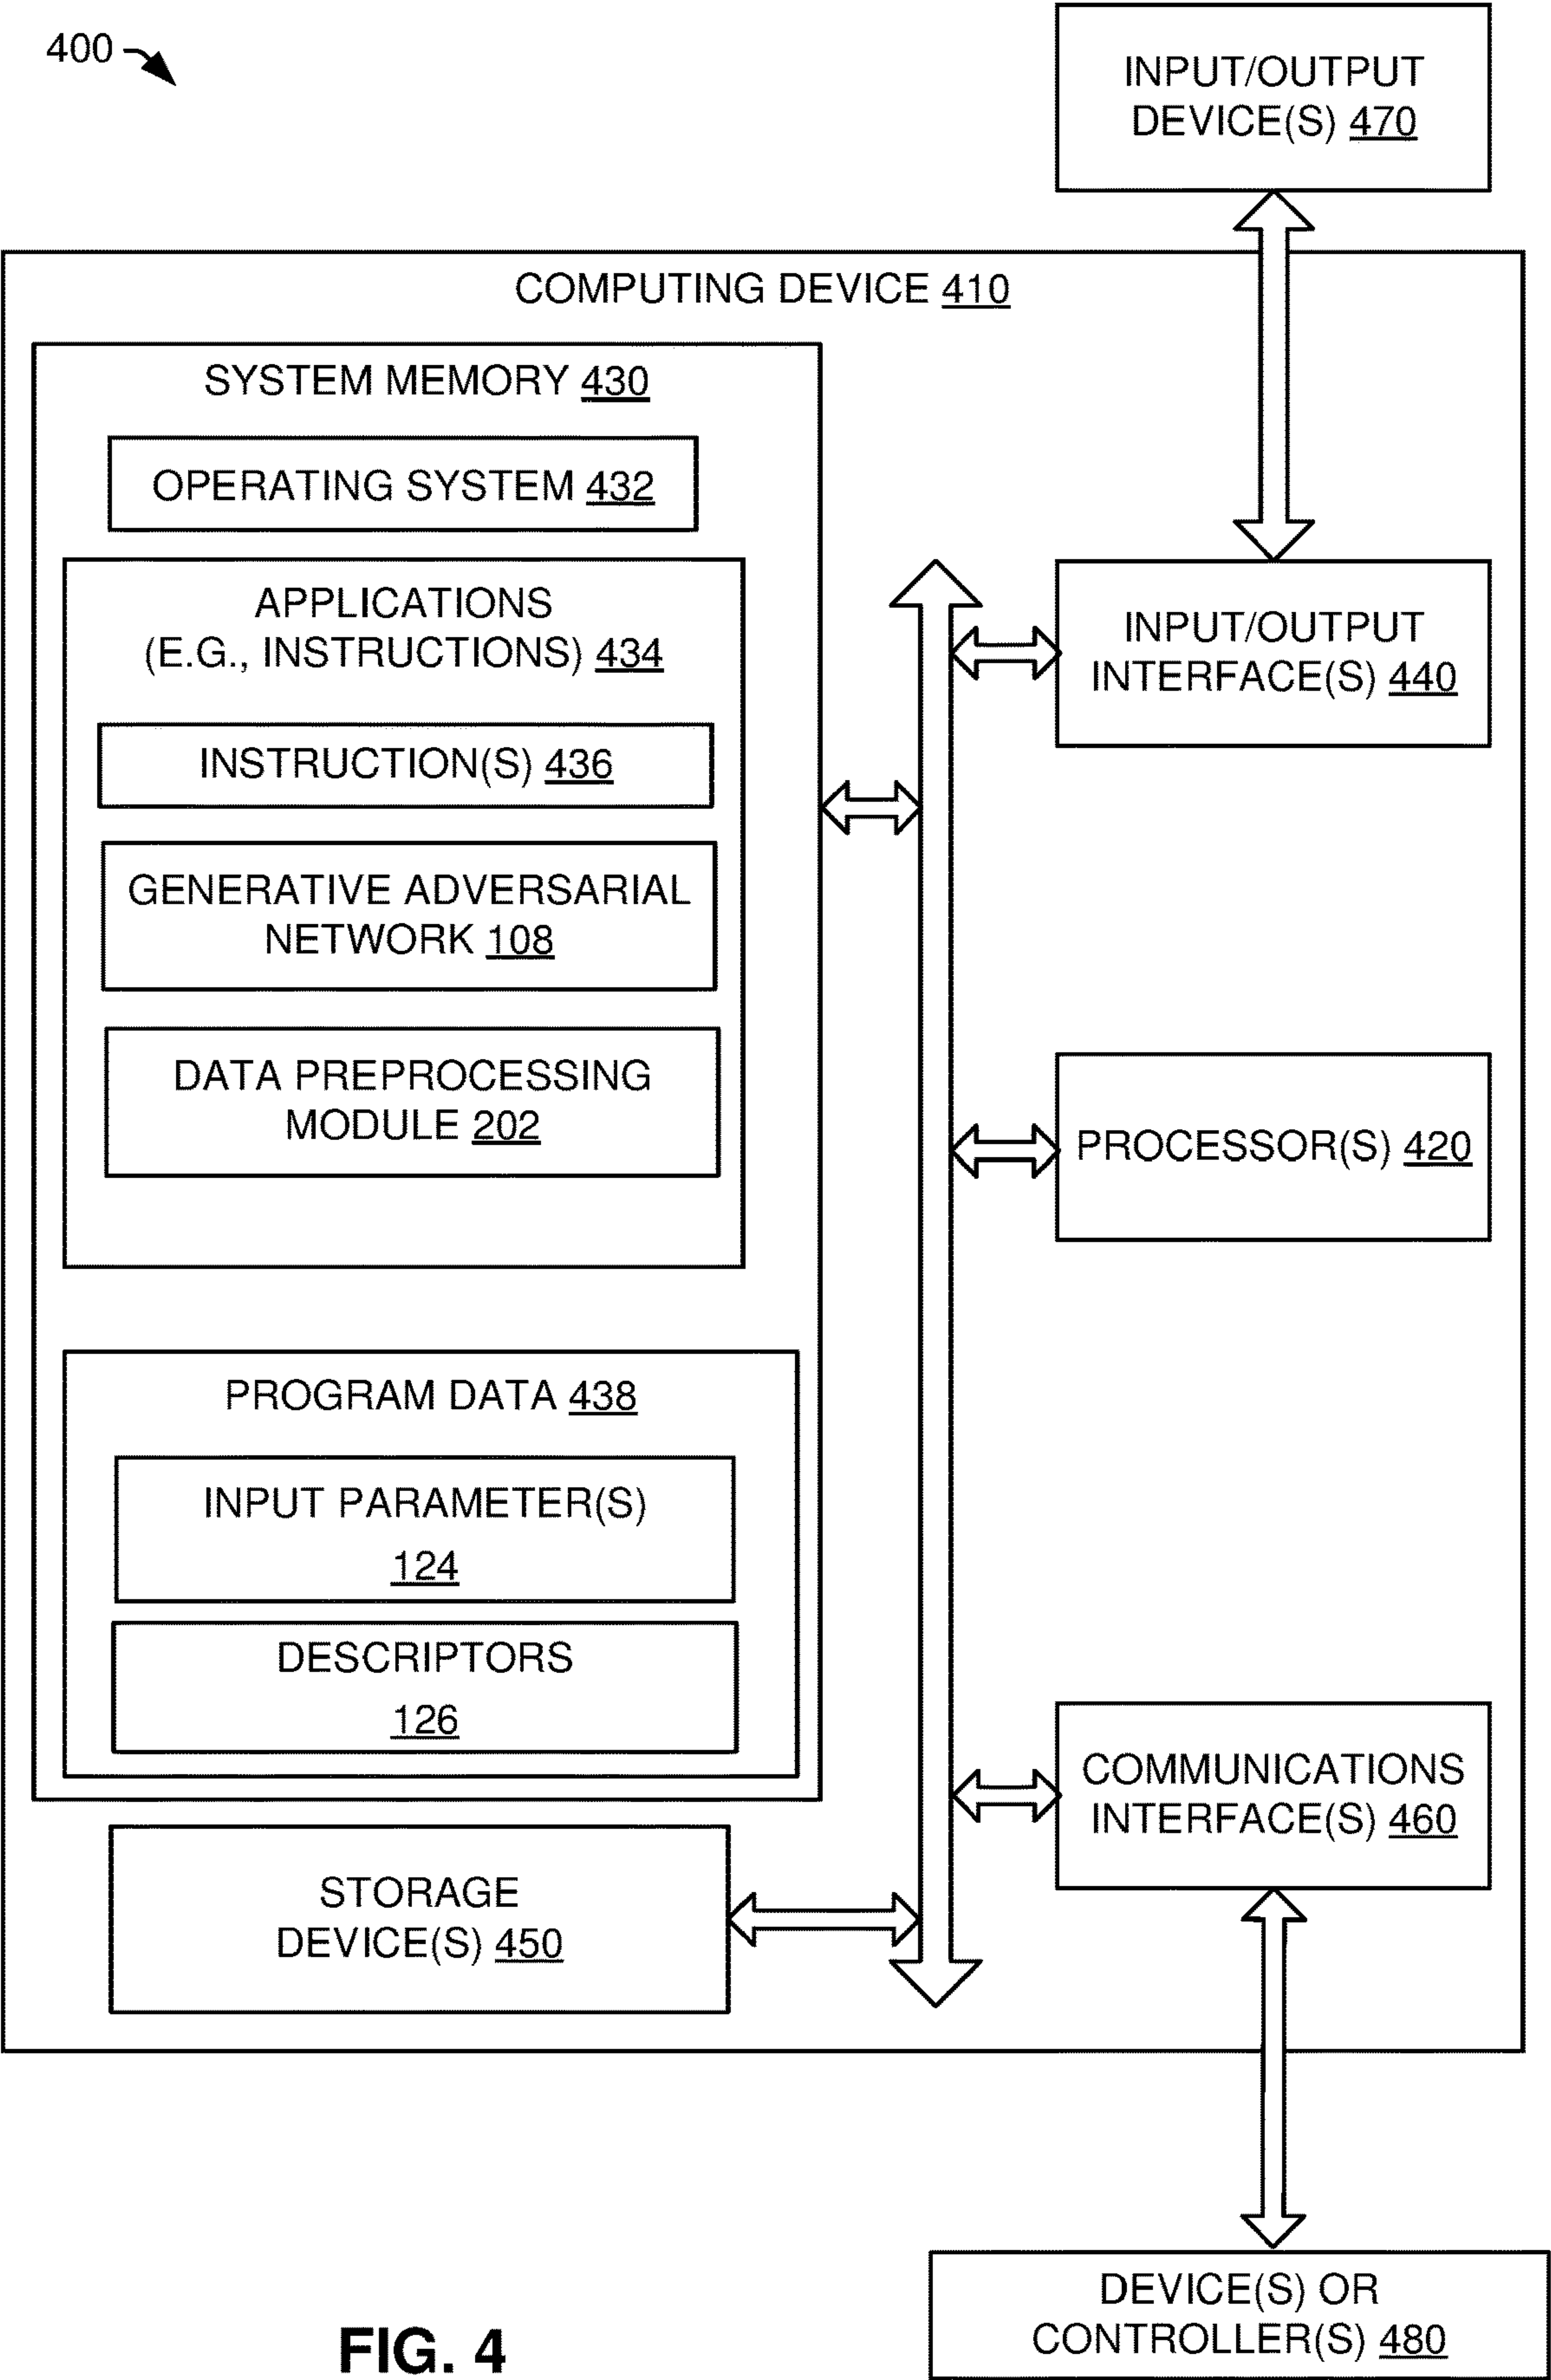 400
INPUT/OUTPUT
DEVICE(S) 470
COMPUTING DEVICE 410
SYSTEM MEMORY 430
OPERATING SYSTEM 432
APPLICATIONS
(E.G., INSTRUCTIONS) 434
INSTRUCTION(S) 436
GENERATIVE ADVERSARIAL
NETWORK 108
DATA PREPROCESSING
MODULE 202
PROGRAM DATA 438
INPUT PARAMETER(S)
124
DESCRIPTORS
126
STORAGE
DEVICE(S) 450
INPUT/OUTPUT
INTERFACE(S) 440
PROCESSOR(S) 420
COMMUNICATIONS
INTERFACE(S) 460
DEVICE(S) OR
CONTROLLER(S) 480
FIG. 4